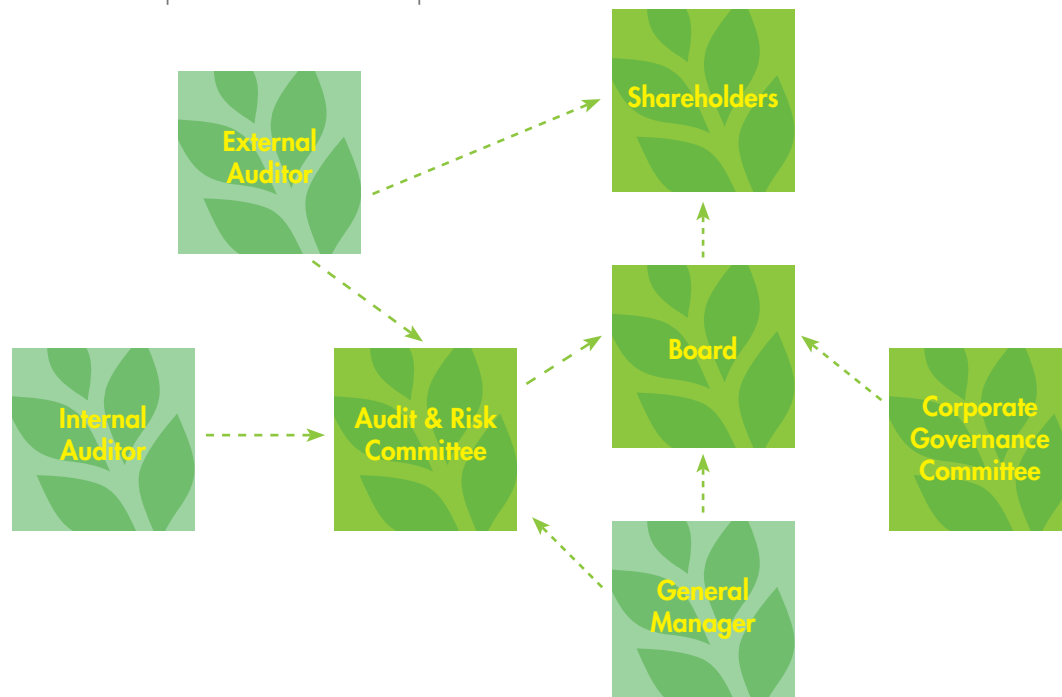 Shareholders
External
Auditor
Board
Internal
Auditor
Audit & Risk
Committee
Corporate
Governance
Committee
General
Manager